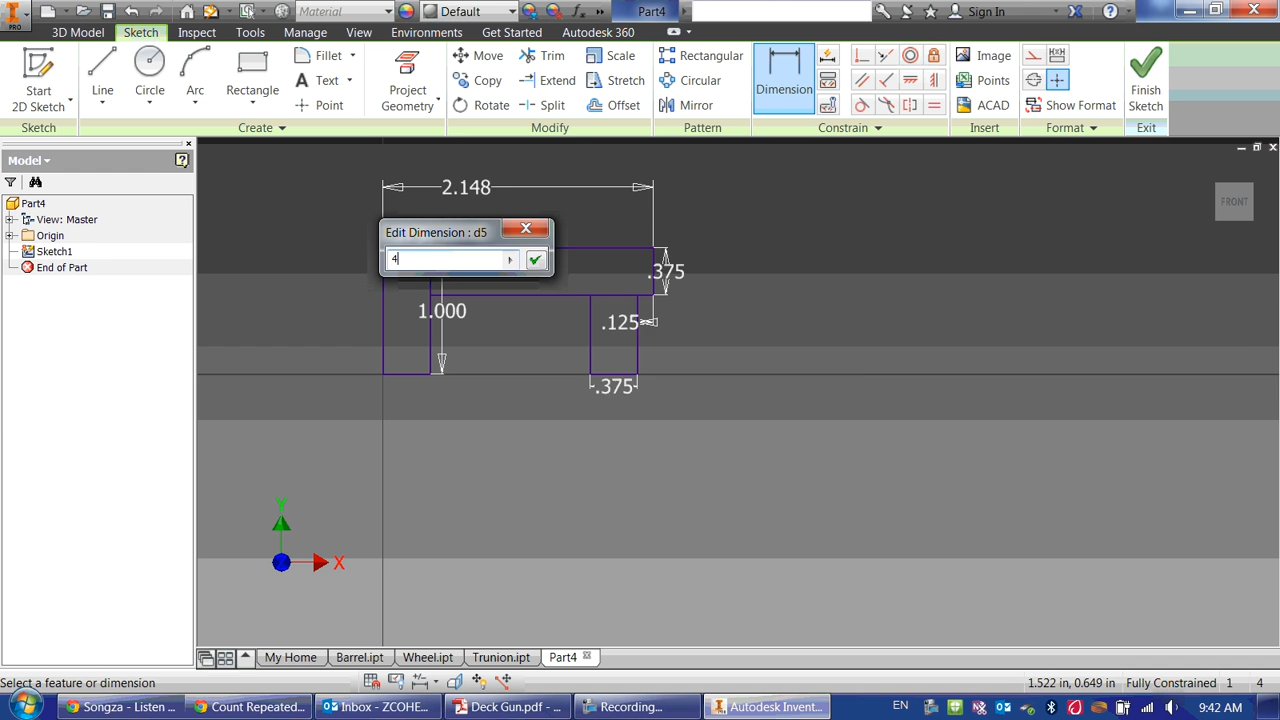 PRO
Material
Default
Part4
Sign In
3D Model
Sketch
Inspect
Tools
Manage
View
Environments
Get Started
Autodesk 360
Start
2D Sketch
Line
Circle
Arc
Rectangle
Fillet
Text
Point
Project
Geometry
Move
Copy
Rotate
Trim
Extend
Split
Scale
Stretch
Offset
Rectangular
Circular
Mirror
Dimension
Image
Points
ACAD
Show Format
Finish
Sketch
Sketch
Create
Modify
Pattern
Constrain
Insert
Format
Exit
Model
Part4
View: Master
Origin
Sketch1
End of Part
2.148
Edit Dimension : d5
4
.375
1.000
.125
.375
FRONT
Y
X
My Home
Barrel.ipt
Wheel.ipt
Trunion.ipt
Part4
Select a feature or dimension
1.522 in, 0.649 in
Fully Constrained
1
4
Songza - Listen ...
Count Repeated...
Inbox - ZCOHE...
Deck Gun.pdf - ...
Recording...
Autodesk Invent...
EN
9:42 AM